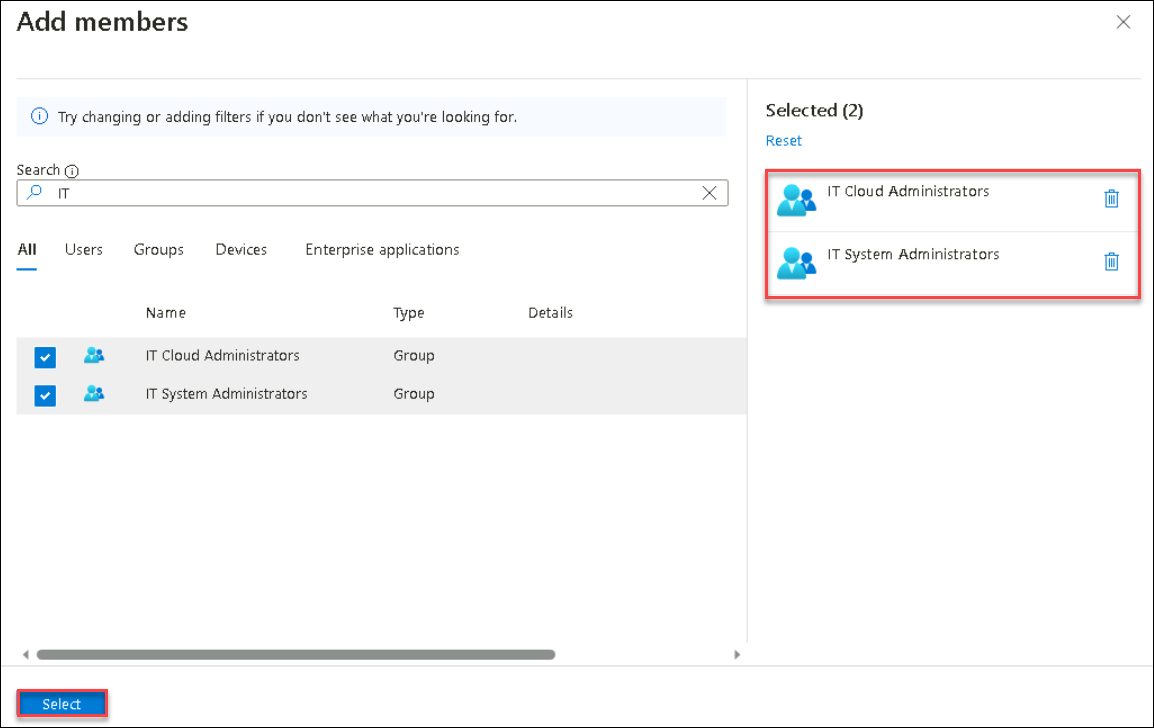 Add members
Try changing or adding filters if you don't see what you're looking for.
Search
IT
All Users Groups Devices Enterprise applications
Name Type Details
IT Cloud Administrators Group
IT System Administrators Group
Selected (2)
Reset
IT Cloud Administrators
IT System Administrators
Select